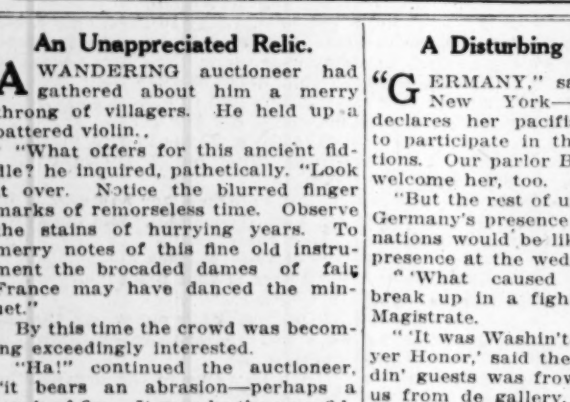 An Unappreciated Relic.
A WANDERING auctioneer had
gathered about him a merry
throng of villagers. He held up a
battered violin..
"What offers for this ancient fid-
dle? he inquired, pathetically. "Look
it over. Notice the blurred finger
marks of remorseless time. Observe
the stains of hurrying years. To
merry notes of this fine old instru-
ment the brocaded dames of fair
France may have danced the min-
uet."
By this time the crowd was becom-
ing exceedingly interested.
"Ha!" continued the auctioneer,
"it bears an abrasion—perhaps a
A Disturbing
"GERMANY," sa
New York—
declares her pacifi
to participate in th
tions. Our parlor B
welcome her, too.
"But the rest of u
Germany's presence
nations would be lik
presence at the wed
"'What caused
break up in a figh
Magistrate.
"'It was Washin't
yer Honor,' said the
din' guests was frow
us from de gallery.